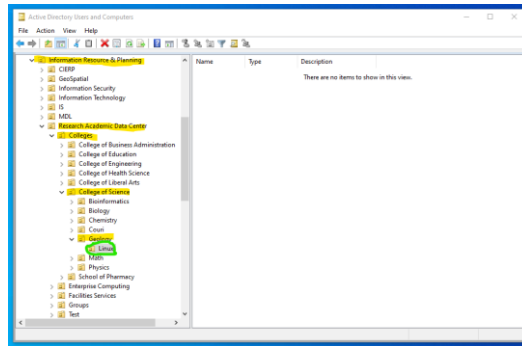 Active Directory Users and Computers
File Action View Help
Information Resource & Planning
Name Type Description
CIERP
There are no items to show in this view.
GeoSpatial
Information Security
Information Technology
IS
MDL
Research Academic Data Center
Colleges
College of Business Administration
College of Education
College of Engineering
College of Health Science
College of Liberal Arts
College of Science
Bioinformatics
Biology
Chemistry
Couri
Geology
Linux
Math
Physics
School of Pharmacy
Enterprise Computing
Facilities Services
Groups
Test